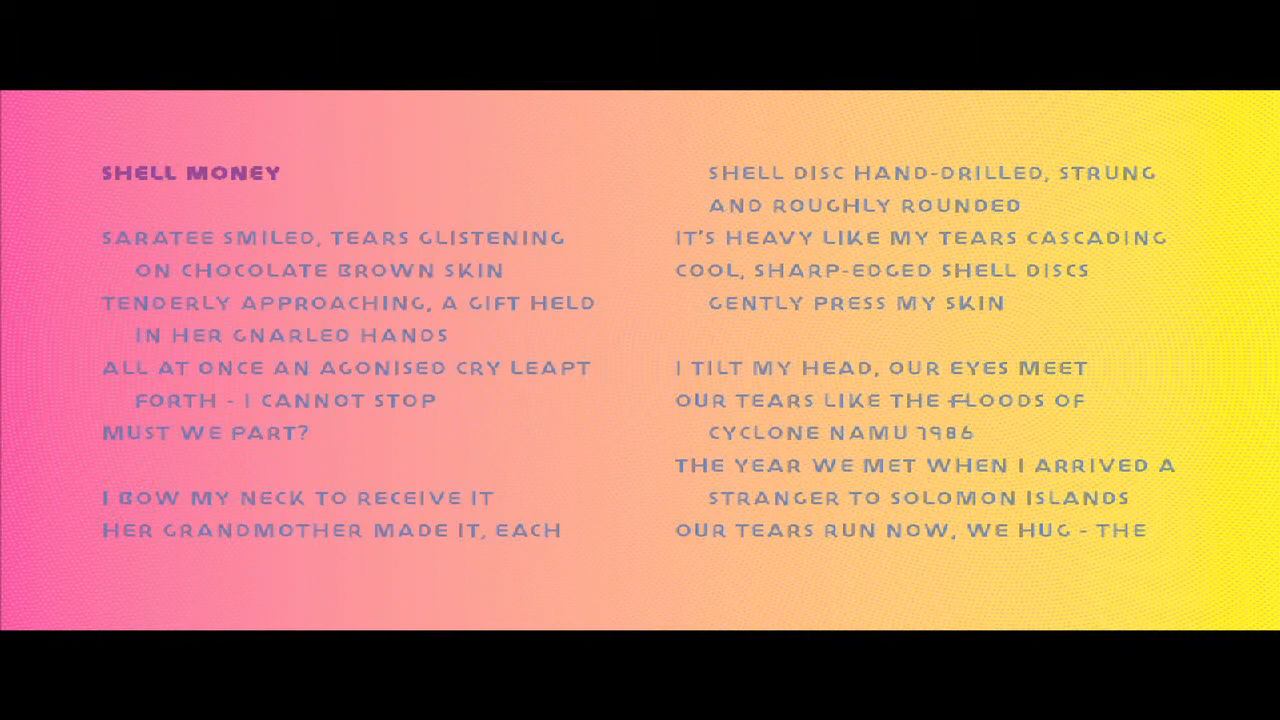 SHELL MONEY
SARATEE SMILED, TEARS GLISTENING
ON CHOCOLATE BROWN SKIN
TENDERLY APPROACHING, A GIFT HELD
IN HER GNARLED HANDS
ALL AT ONCE AN AGONISED CRY LEAPT
FORTH - I CANNOT STOP
MUST WE PART?
I BOW MY NECK TO RECEIVE IT
HER GRANDMOTHER MADE IT, EACH
SHELL DISC HAND-DRILLED, STRUNG
AND ROUGHLY ROUNDED
IT'S HEAVY LIKE MY TEARS CASCADING
COOL, SHARP-EDGED SHELL DISCS
GENTLY PRESS MY SKIN
I TILT MY HEAD, OUR EYES MEET
OUR TEARS LIKE THE FLOODS OF
CYCLONE NAMU 1986
THE YEAR WE MET WHEN I ARRIVED A
STRANGER TO SOLOMON ISLANDS
OUR TEARS RUN NOW, WE HUG - THE